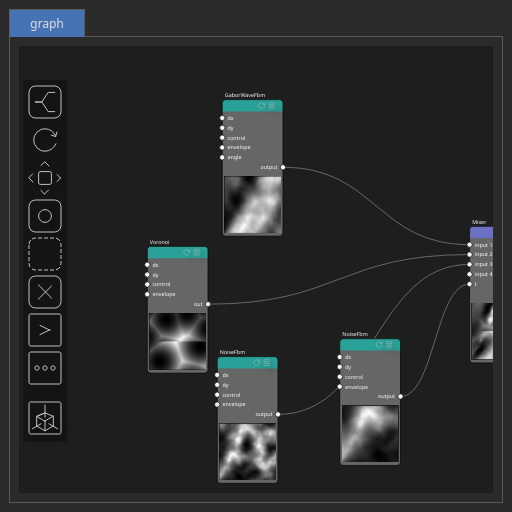 graph
GaborWaveFbm
dx
dy
control
envelope
angle
output
Mixer
input 1
input 2
input 3
input 4
t
Voronoi
dx
dy
control
envelope
out
NoiseFbm
dx
dy
control
envelope
output
NoiseFbm
dx
dy
control
envelope
output